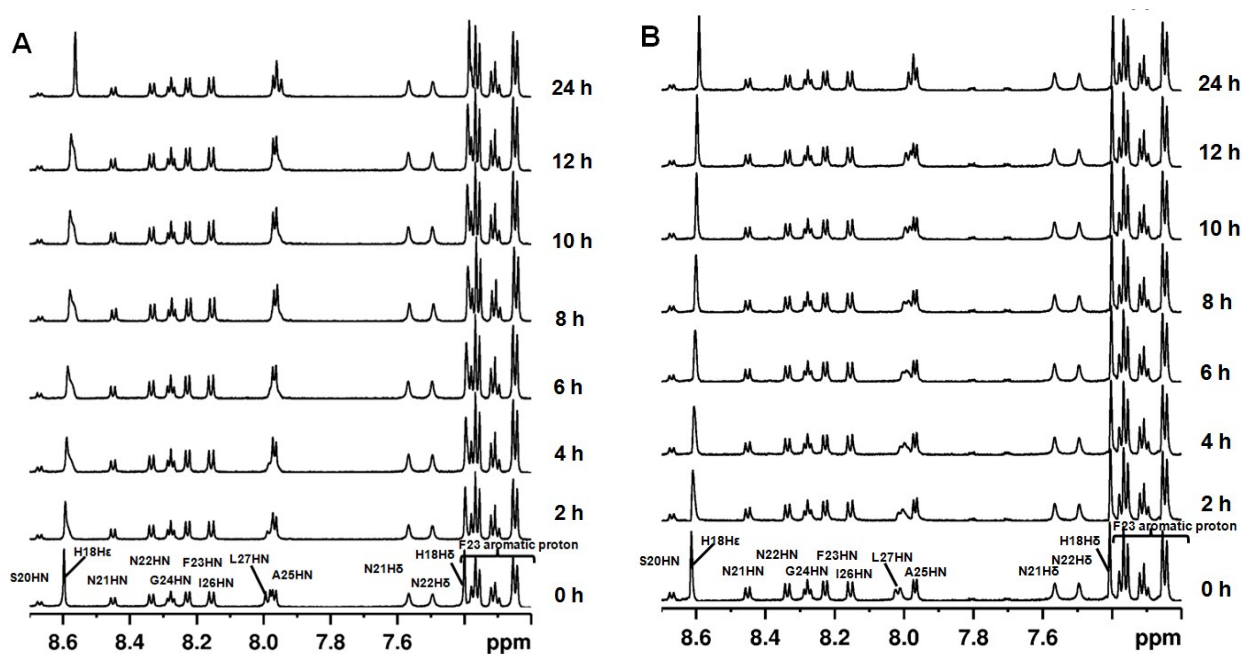 A
24 h
12 h
10 h
8 h
6 h
4 h
2 h
0 h
S20HN
H18Hε
N21HN
N22HN
G24HN
F23HN
I26HN
L27HN
A25HN
N21Hδ
N22Hδ
H18Hδ
F23 aromatic proton
8.6 8.4 8.2 8.0 7.8 7.6 ppm
B
24 h
12 h
10 h
8 h
6 h
4 h
2 h
0 h
S20HN
H18Hε
N21HN
N22HN
G24HN
F23HN
I26HN
L27HN
A25HN
N21Hδ
N22Hδ
H18Hδ
F23 aromatic proton
8.6 8.4 8.2 8.0 7.8 7.6 ppm